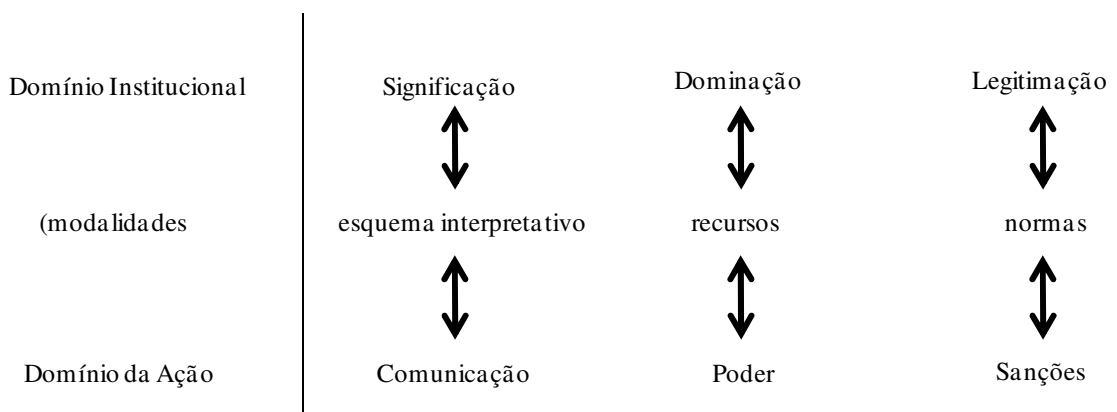 Domínio Institucional Significação Dominação Legitimação
(modalidades esquema interpretativo recursos normas
Domínio da Ação Comunicação Poder Sanções